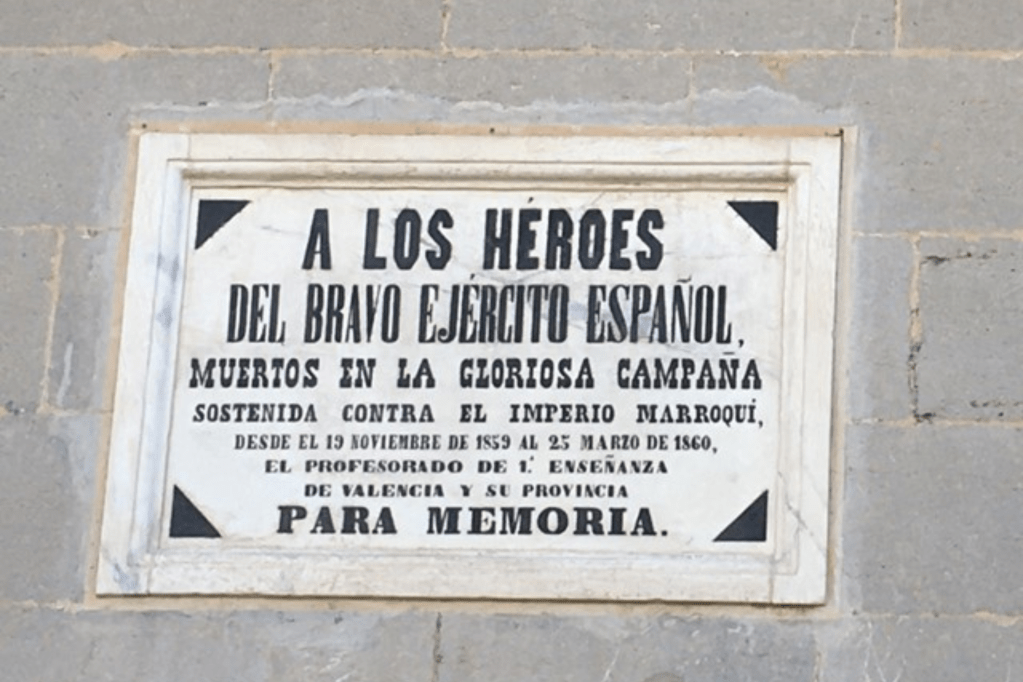 A LOS HÉROES
DEL BRAVO EJÉRCITO ESPAÑOL,
MUERTOS EN LA GLORIOSA CAMPAÑA
SOSTENIDA CONTRA EL IMPERIO MARROQUÍ,
DESDE EL 19 NOVIEMBRE DE 1859 AL 25 MARZO DE 1860,
EL PROFESORADO DE 1.ª ENSEÑANZA
DE VALENCIA Y SU PROVINCIA
PARA MEMORIA.